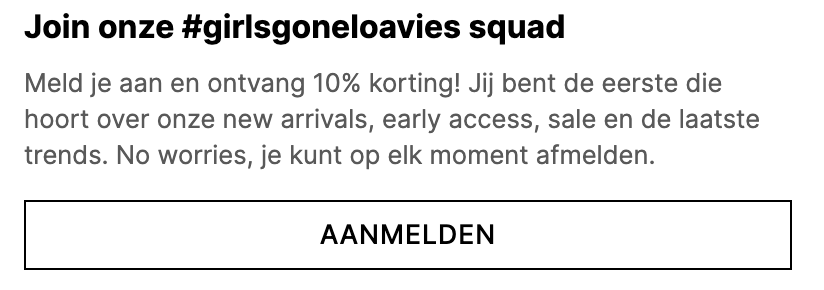 Join onze #girlsgoneloavies squad
Meld je aan en ontvang 10% korting! Jij bent de eerste die
hoort over onze new arrivals, early access, sale en de laatste
trends. No worries, je kunt op elk moment afmelden.
AANMELDEN